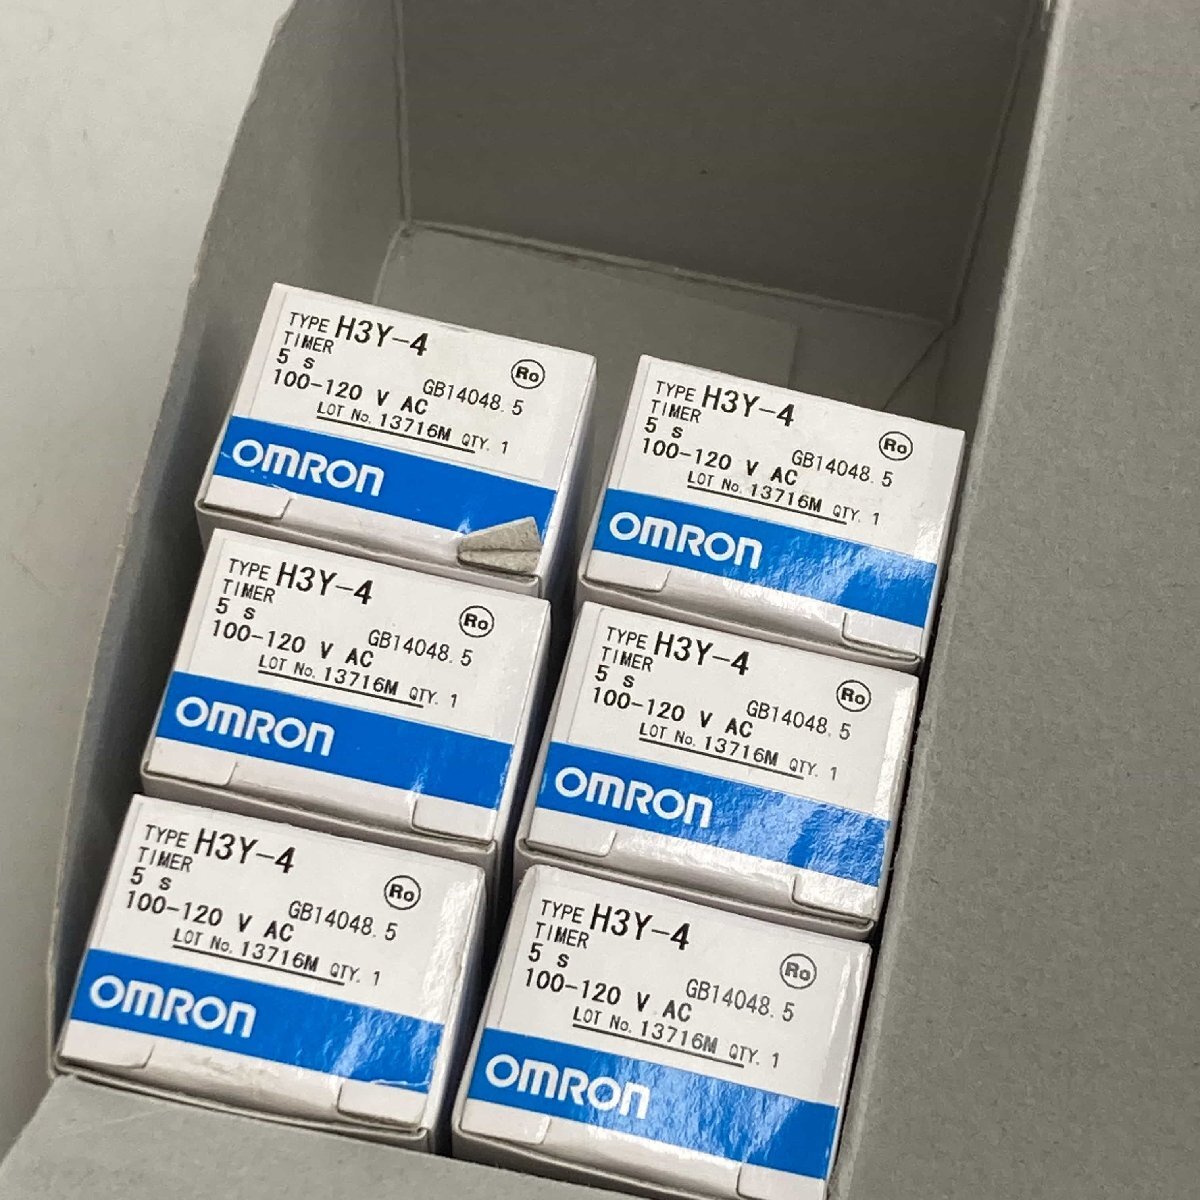 TYPE H3Y-4
TIMER
5 s
Ro
100-120 V AC
GB14048.5
LOT No. 13716M QTY. 1
OMRON
TYPE H3Y-4
TIMER
5 s
Ro
100-120 V AC
GB14048.5
LOT No. 13716M QTY. 1
OMRON
TYPE H3Y-4
TIMER
5 s
Ro
100-120 V AC
GB14048.5
LOT No. 13716M QTY. 1
OMRON
TYPE H3Y-4
TIMER
5 s
Ro
100-120 V AC
GB14048.5
LOT No. 13716M QTY. 1
OMRON
TYPE H3Y-4
TIMER
5 s
Ro
100-120 V AC
GB14048.5
LOT No. 13716M QTY. 1
OMRON
TYPE H3Y-4
TIMER
5 s
Ro
100-120 V AC
GB14048.5
LOT No. 13716M QTY. 1
OMRON